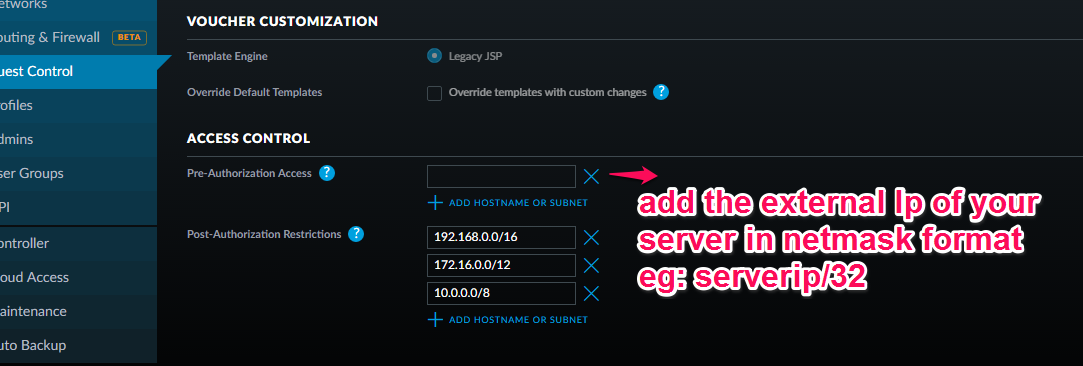 etworks
VOUCHER CUSTOMIZATION
outing & Firewall BETA
Template Engine Legacy JSP
uest Control
Override Default Templates Override templates with custom changes ?
ofiles
dmins
ACCESS CONTROL
ser Groups
Pre-Authorization Access ?
PI
ADD HOSTNAME OR SUBNET
add the external Ip of your
server in netmask format
eg: serverip/32
ontroller
Post-Authorization Restrictions ? 192.168.0.0/16
oud Access
172.16.0.0/12
aintenance
10.0.0.0/8
ADD HOSTNAME OR SUBNET
uto Backup